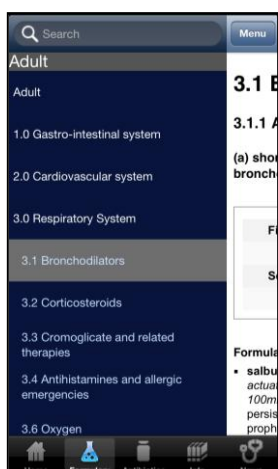 Search
Menu
Adult
Adult
1.0 Gastro-intestinal system
2.0 Cardiovascular system
3.0 Respiratory System
3.1 Bronchodilators
3.2 Corticosteroids
3.3 Cromoglicate and related
therapies
3.4 Antihistamines and allergic
emergencies
3.6 Oxygen
3.1 B
3.1.1 A
(a) shor
bronch
Fi
Formula
salbu
actua
100m
persis
proph